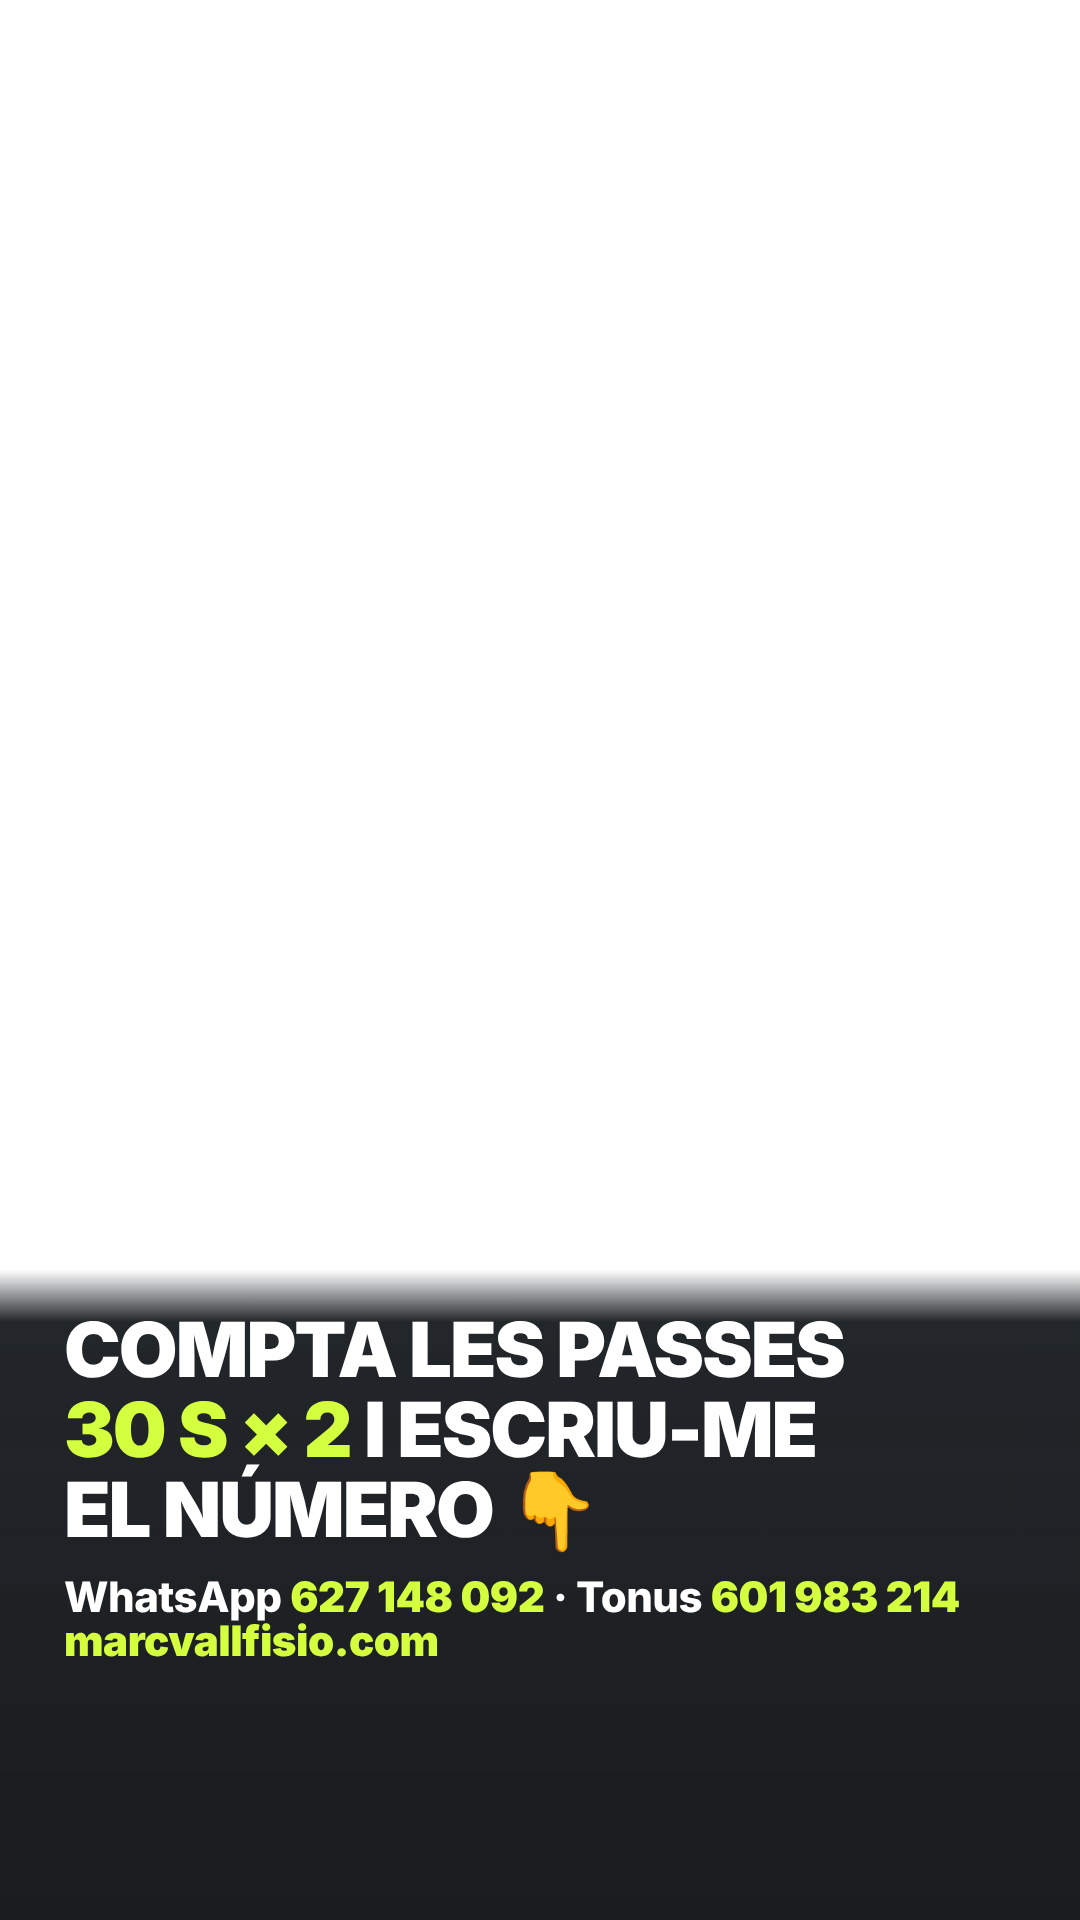 COMPTA LES PASSES
30 S × 2 I ESCRIU-ME
EL NÚMERO 👇
WhatsApp 627 148 092 · Tonus 601 983 214
marcvallfisio.com